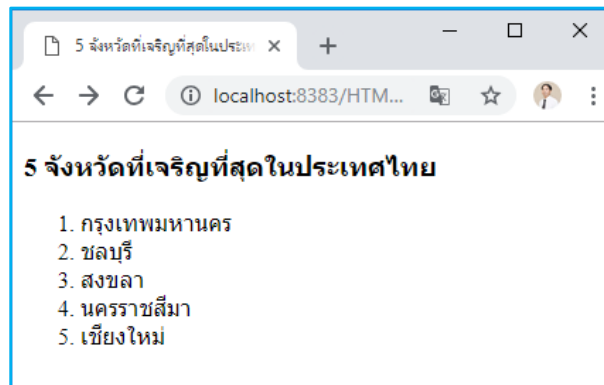 5 จังหวัดที่เจริญที่สุดในประเท
localhost:8383/HTM...
5 จังหวัดที่เจริญที่สุดในประเทศไทย
1. กรุงเทพมหานคร
2. ชลบุรี
3. สงขลา
4. นครราชสีมา
5. เชียงใหม่